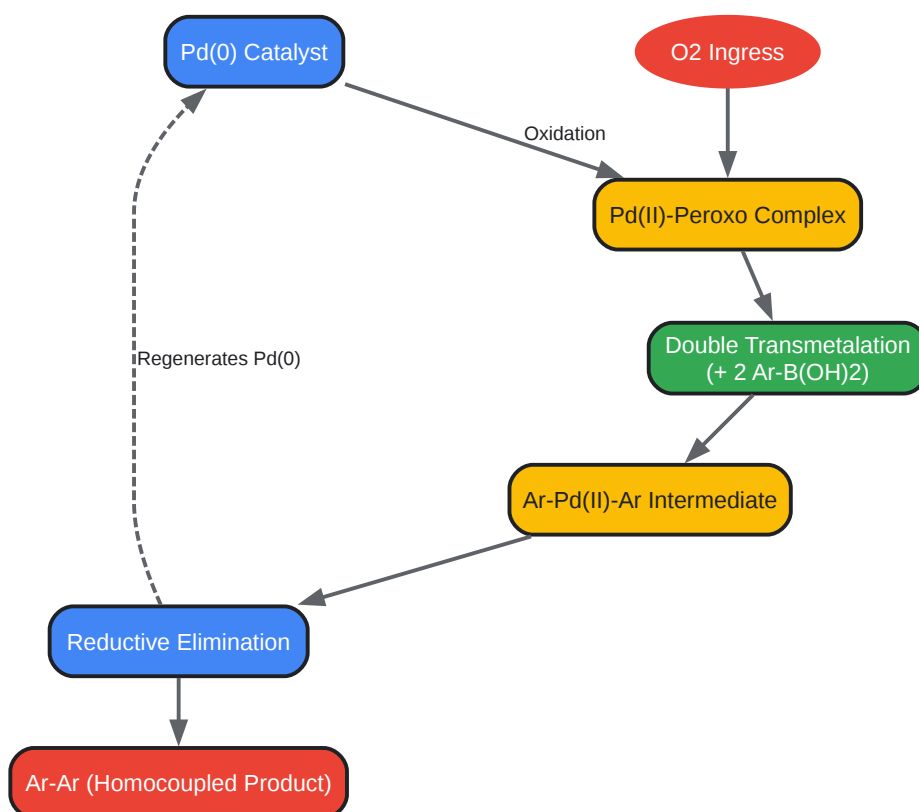 Pd(0) Catalyst
O2 Ingress
Oxidation
Pd(II)-Peroxo Complex
Double Transmetalation
(+ 2 Ar-B(OH)2)
Regenerates Pd(0)
Ar-Pd(II)-Ar Intermediate
Reductive Elimination
Ar-Ar (Homocoupled Product)